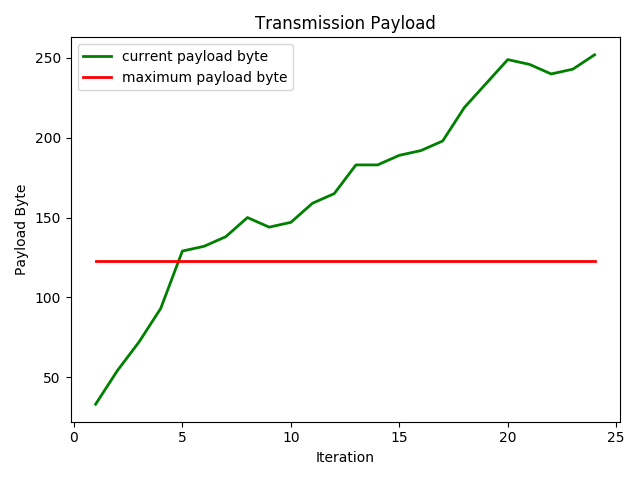 Transmission Payload
current payload byte
maximum payload byte
250
200
150
100
50
Payload Byte
0 5 10 15 20 25
Iteration